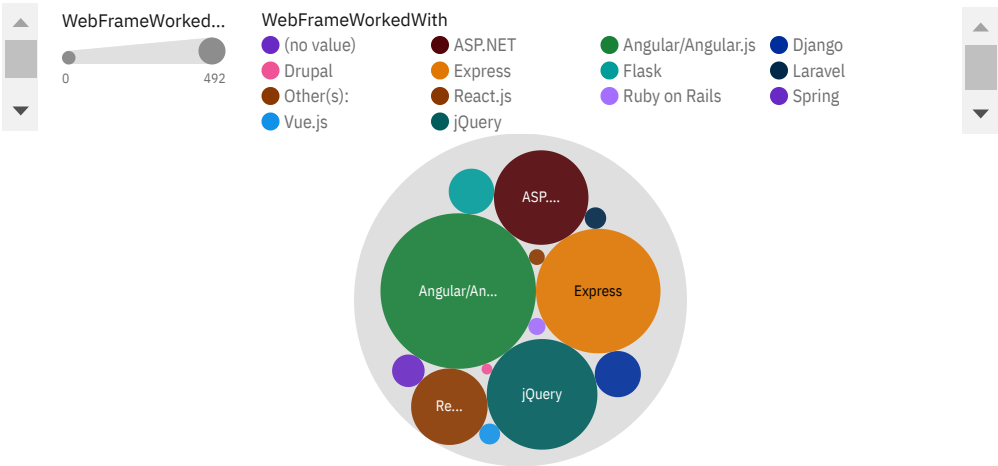 WebFrameWorked...
0 492
WebFrameWorkedWith
(no value) ASP.NET Angular/Angular.js Django
Drupal Express Flask Laravel
Other(s): React.js Ruby on Rails Spring
Vue.js jQuery
ASP....
Angular/An...
Express
jQuery
Re...